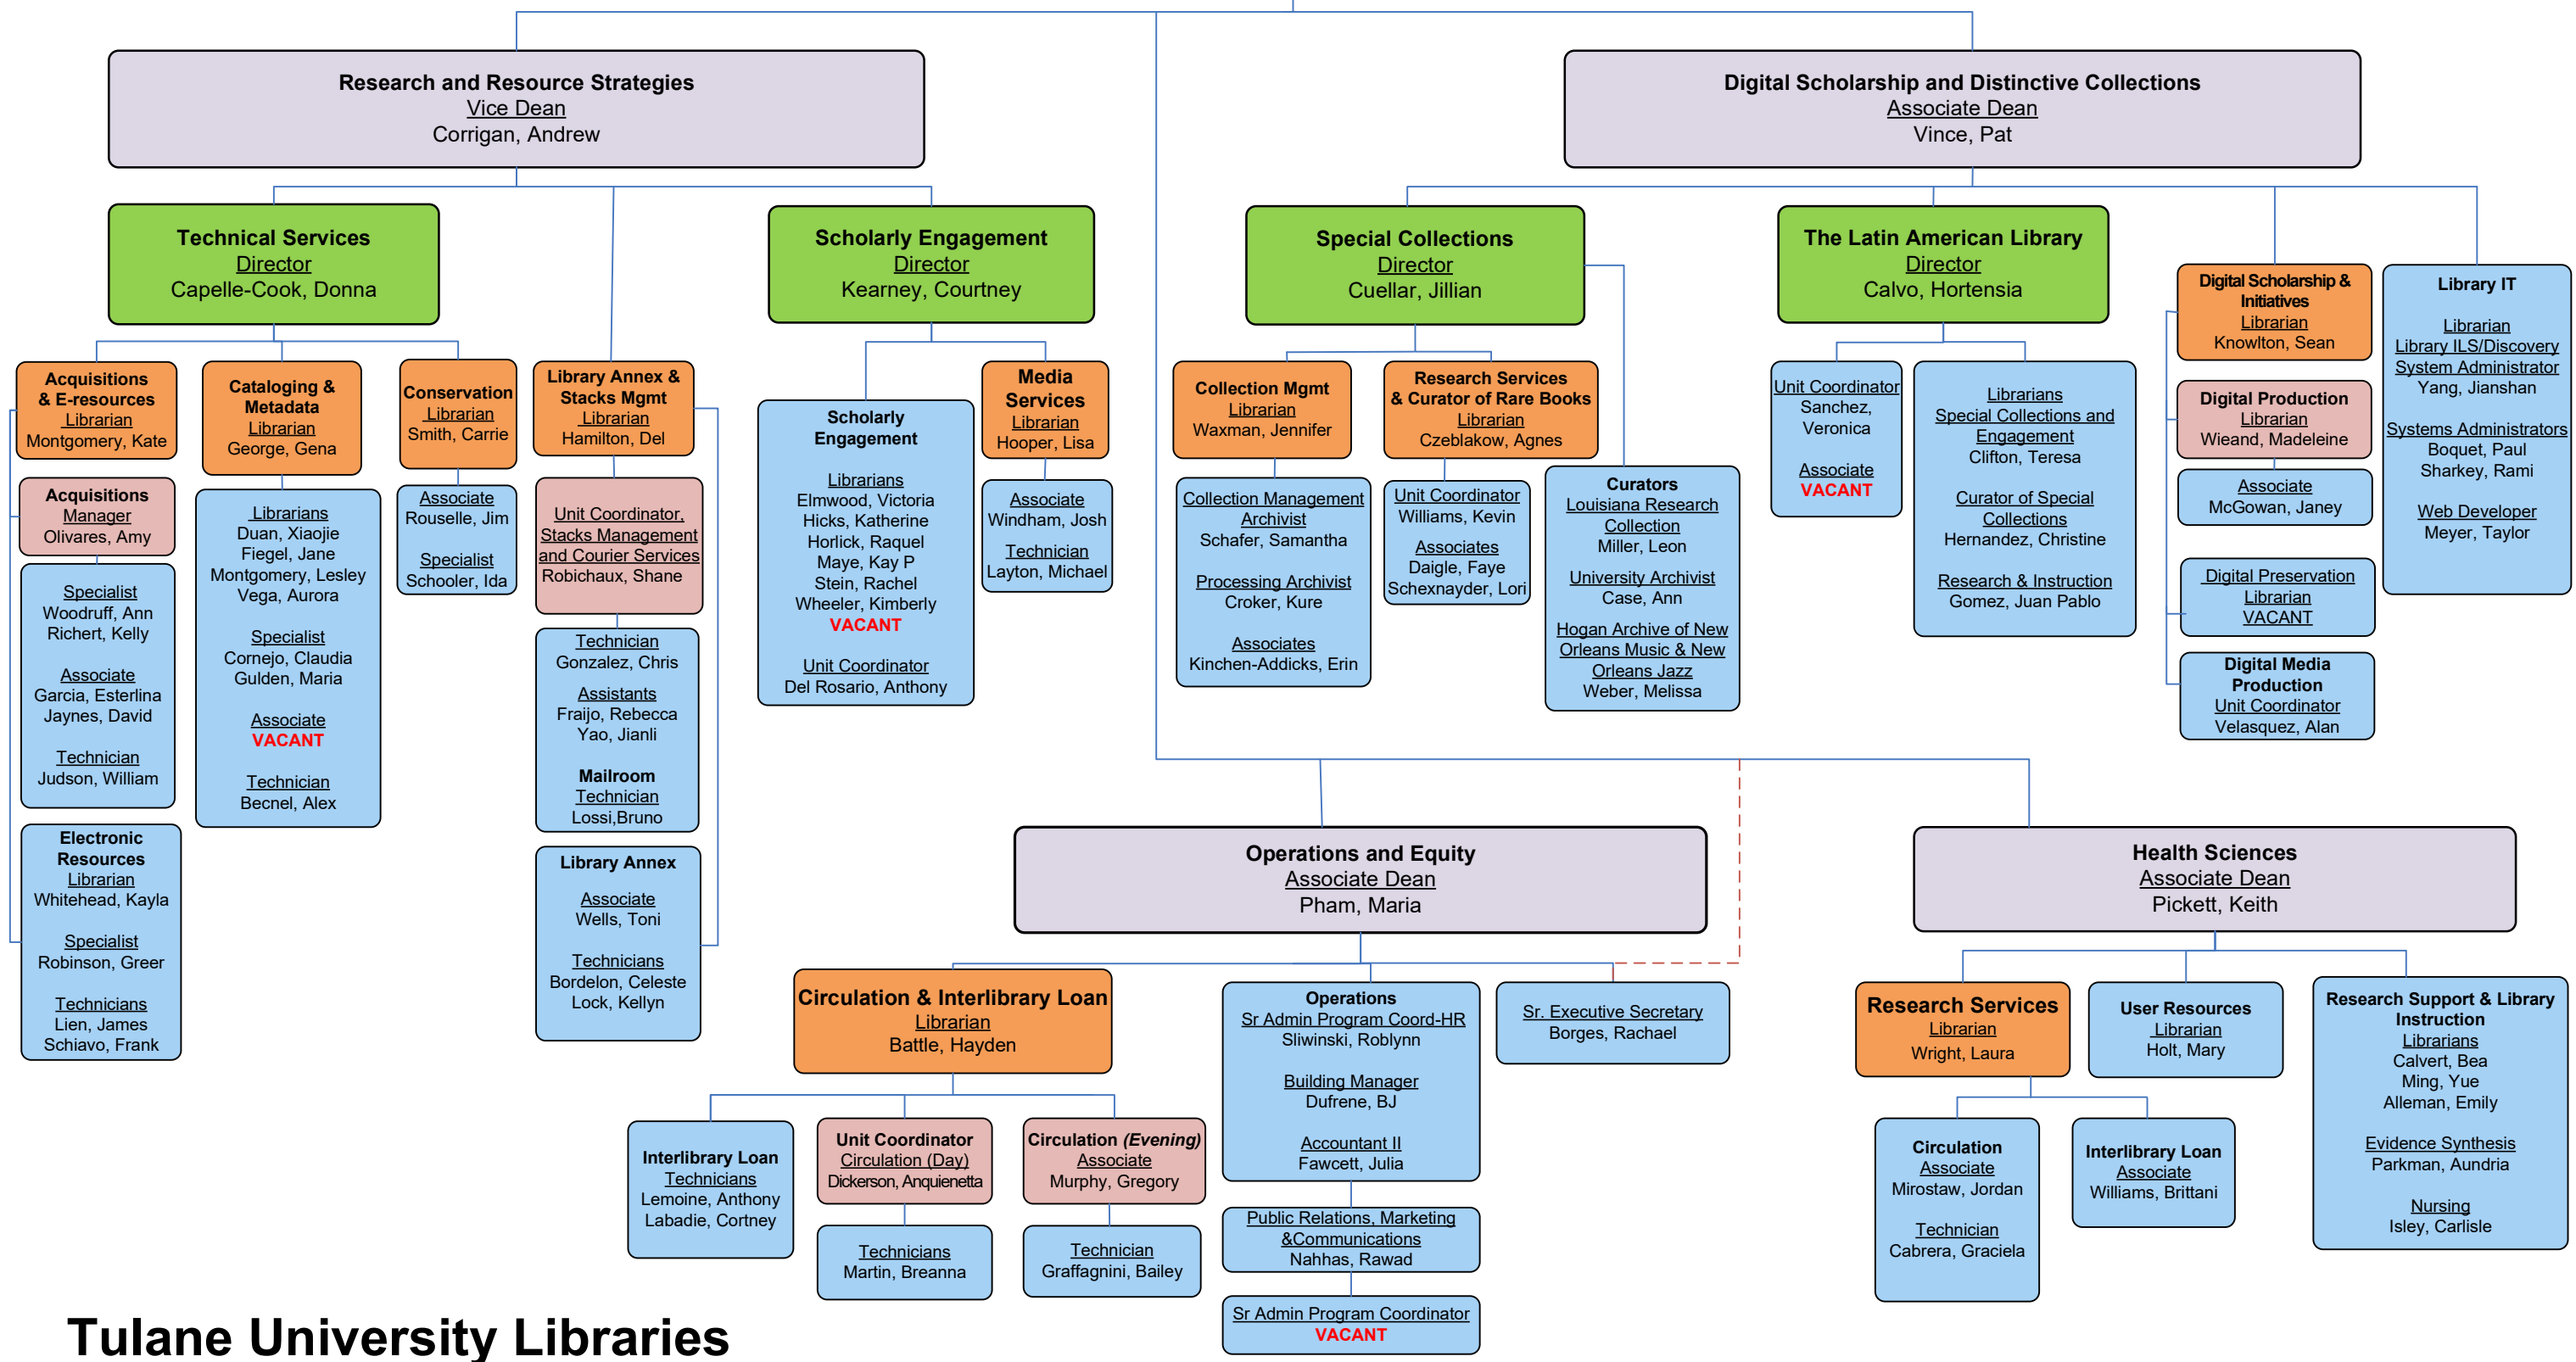 Research and Resource Strategies
Vice Dean
Corrigan, Andrew
Digital Scholarship and Distinctive Collections
Associate Dean
Vince, Pat
Technical Services
Director
Capelle-Cook, Donna
Scholarly Engagement
Director
Kearney, Courtney
Special Collections
Director
Cuellar, Jillian
The Latin American Library
Director
Calvo, Hortensia
Acquisitions
& E-resources
Librarian
Montgomery, Kate
Acquisitions
Manager
Olivares, Amy
Specialist
Woodruff, Ann
Richert, Kelly
Associate
Garcia, Esterlina
Jaynes, David
Technician
Judson, William
Electronic
Resources
Librarian
Whitehead, Kayla
Specialist
Robinson, Greer
Technicians
Lien, James
Schiavo, Frank
Cataloging &
Metadata
Librarian
George, Gena
Librarians
Duan, Xiaojie
Fiegel, Jane
Montgomery, Lesley
Vega, Aurora
Specialist
Cornejo, Claudia
Gulden, Maria
Associate
VACANT
Technician
Becnel, Alex
Conservation
Librarian
Smith, Carrie
Associate
Rouselle, Jim
Specialist
Schooler, Ida
Library Annex &
Stacks Mgmt
Librarian
Hamilton, Del
Unit Coordinator,
Stacks Management
and Courier Services
Robichaux, Shane
Technician
Gonzalez, Chris
Assistants
Fraijo, Rebecca
Yao, Jianli
Mailroom
Technician
Lossi,Bruno
Library Annex
Associate
Wells, Toni
Technicians
Bordelon, Celeste
Lock, Kellyn
Scholarly
Engagement
Librarians
Elmwood, Victoria
Hicks, Katherine
Horlick, Raquel
Maye, Kay P
Stein, Rachel
Wheeler, Kimberly
VACANT
Unit Coordinator
Del Rosario, Anthony
Media
Services
Librarian
Hooper, Lisa
Associate
Windham, Josh
Technician
Layton, Michael
Collection Mgmt
Librarian
Waxman, Jennifer
Collection Management
Archivist
Schafer, Samantha
Processing Archivist
Croker, Kure
Associates
Kinchen-Addicks, Erin
Research Services
& Curator of Rare Books
Librarian
Czeblakow, Agnes
Unit Coordinator
Williams, Kevin
Associates
Daigle, Faye
Schexnayder, Lori
Curators
Louisiana Research
Collection
Miller, Leon
University Archivist
Case, Ann
Hogan Archive of New
Orleans Music & New
Orleans Jazz
Weber, Melissa
Unit Coordinator
Sanchez,
Veronica
Associate
VACANT
Librarians
Special Collections and
Engagement
Clifton, Teresa
Curator of Special
Collections
Hernandez, Christine
Research & Instruction
Gomez, Juan Pablo
Digital Scholarship &
Initiatives
Librarian
Knowlton, Sean
Digital Production
Librarian
Wieand, Madeleine
Associate
McGowan, Janey
Digital Preservation
Librarian
VACANT
Digital Media
Production
Unit Coordinator
Velasquez, Alan
Library IT
Librarian
Library ILS/Discovery
System Administrator
Yang, Jianshan
Systems Administrators
Boquet, Paul
Sharkey, Rami
Web Developer
Meyer, Taylor
Operations and Equity
Associate Dean
Pham, Maria
Health Sciences
Associate Dean
Pickett, Keith
Circulation & Interlibrary Loan
Librarian
Battle, Hayden
Interlibrary Loan
Technicians
Lemoine, Anthony
Labadie, Cortney
Unit Coordinator
Circulation (Day)
Dickerson, Anquienetta
Technicians
Martin, Breanna
Circulation (Evening)
Associate
Murphy, Gregory
Technician
Graffagnini, Bailey
Operations
Sr Admin Program Coord-HR
Sliwinski, Roblynn
Building Manager
Dufrene, BJ
Accountant II
Fawcett, Julia
Public Relations, Marketing
&Communications
Nahhas, Rawad
Sr Admin Program Coordinator
VACANT
Sr. Executive Secretary
Borges, Rachael
Research Services
Librarian
Wright, Laura
Circulation
Associate
Mirostaw, Jordan
Technician
Cabrera, Graciela
Interlibrary Loan
Associate
Williams, Brittani
User Resources
Librarian
Holt, Mary
Research Support & Library
Instruction
Librarians
Calvert, Bea
Ming, Yue
Alleman, Emily
Evidence Synthesis
Parkman, Aundria
Nursing
Isley, Carlisle
Tulane University Libraries